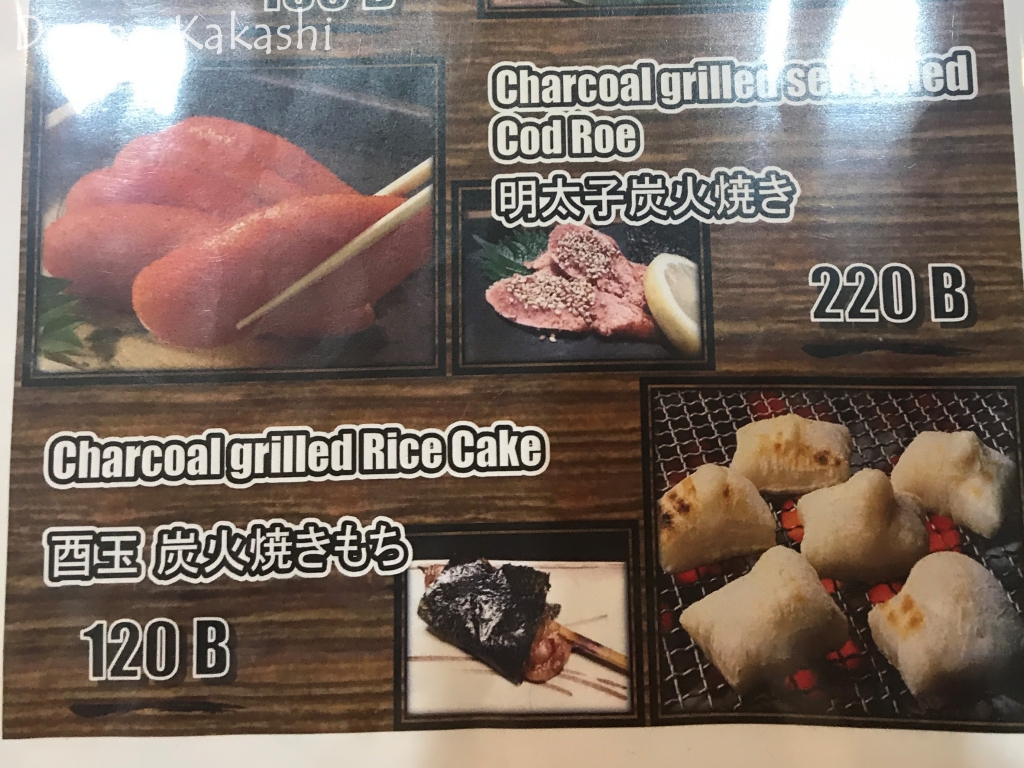 Kakashi
Charcoal grilled seasoned
Cod Roe
明太子炭火焼き
220 B
Charcoal grilled Rice Cake
酉玉 炭火焼きもち
120 B